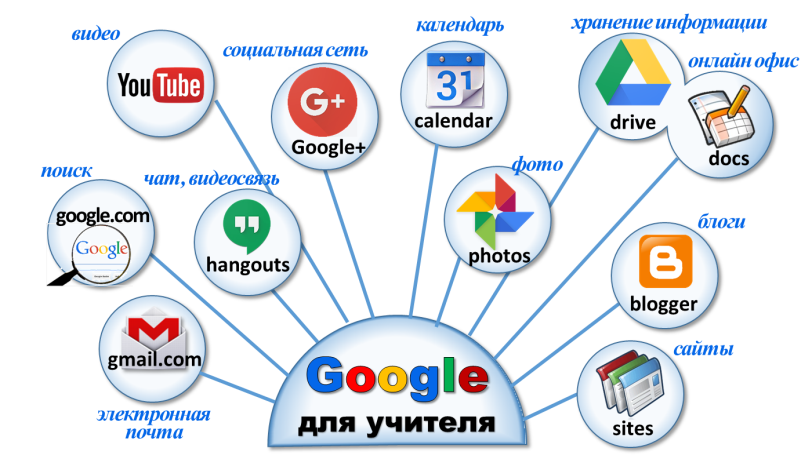 видео
YouTube
социальная сеть
G+
Google+
календарь
31
calendar
хранение информации
drive
онлайн офис
docs
поиск
google.com
Google
чат, видеосвязь
hangouts
фото
photos
блоги
blogger
gmail.com
электронная
почта
сайты
sites
Google
для учителя